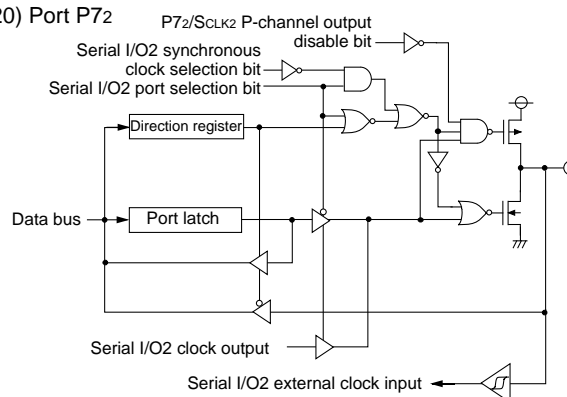 20) Port P72
P72/SCLK2 P-channel output
disable bit
Serial I/O2 synchronous
clock selection bit
Serial I/O2 port selection bit
Direction register
Data bus
Port latch
Serial I/O2 clock output
Serial I/O2 external clock input